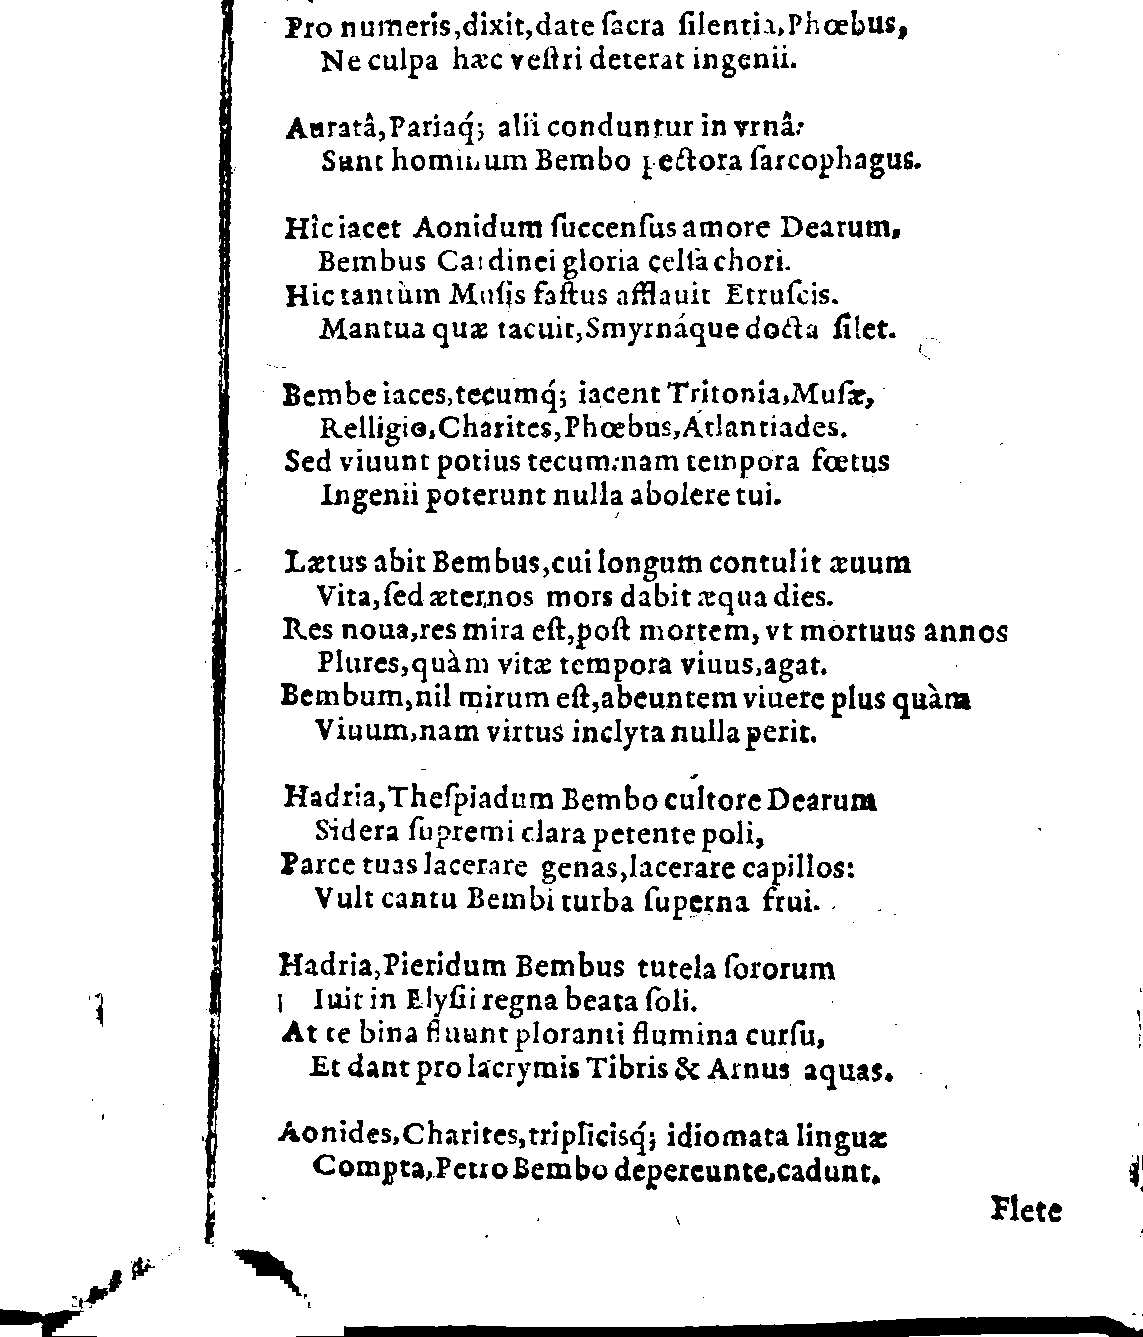 Pro numeris,dixit,date ſacra ſilentia,Phœbus,
Ne culpa hæc veſtri deterat ingenii.
Auratâ,Pariaq́; alii conduntur in vrnâ:
Sunt hominum Bembo pectora ſarcophagus.
Hîc iacet Aonidum ſuccenſus amore Dearum,
Bembus Cardinei gloria celſa chori.
Hic tantùm Muſis faſtus afflauit Etruſcis.
Mantua quæ tacuit,Smyrnáque docta ſilet.
Bembe iaces,tecumq́; iacent Tritonia,Muſæ,
Relligio,Charites,Phœbus,Atlantiades.
Sed viuunt potius tecum:nam tempora fœtus
Ingenii poterunt nulla abolere tui.
Lætus abit Bembus,cui longum contulit æuum
Vita,ſed æternos mors dabit æqua dies.
Res noua,res mira eſt,poſt mortem, vt mortuus annos
Plures,quàm vitæ tempora viuus,agat.
Bembum,nil mirum eſt,abeuntem viuere plus quàm
Viuum,nam virtus inclyta nulla perit.
Hadria,Theſpiadum Bembo cultore Dearum
Sidera ſupremi clara petente poli,
Parce tuas lacerare genas,lacerare capillos:
Vult cantu Bembi turba ſuperna frui.
Hadria,Pieridum Bembus tutela ſororum
Iuit in Elyſii regna beata ſoli.
At te bina fluunt ploranti flumina curſu,
Et dant pro lacrymis Tibris & Arnus aquas.
Aonides,Charites,triplicisq́; idiomata linguæ
Compta,Petro Bembo depereunte,cadunt.
Flete